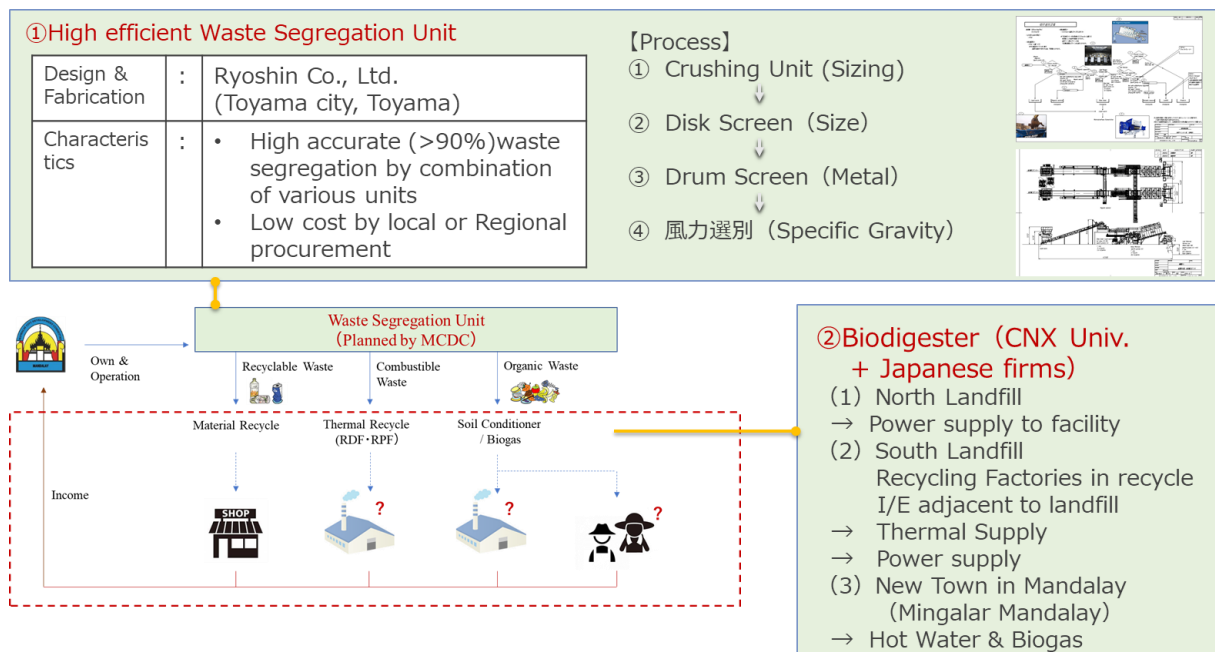 ①High efficient Waste Segregation Unit
Design &
Fabrication
:
Ryoshin Co., Ltd.
(Toyama city, Toyama)
Characteris
tics
:
• High accurate (>90%)waste
segregation by combination
of various units
• Low cost by local or Regional
procurement
【Process】
① Crushing Unit (Sizing)
② Disk Screen（Size）
③ Drum Screen（Metal）
④ 風力選別（Specific Gravity）
Waste Segregation Unit
(Planned by MCDC)
Own &
Operation
Recyclable Waste
Combustible
Waste
Organic Waste
Material Recycle
Thermal Recycle
(RDF・RPF)
Soil Conditioner
/ Biogas
Income
SHOP
?
?
?
②Biodigester（CNX Univ.
+ Japanese firms）
(1) North Landfill
→ Power supply to facility
(2) South Landfill
Recycling Factories in recycle
I/E adjacent to landfill
→ Thermal Supply
→ Power supply
(3) New Town in Mandalay
（Mingalar Mandalay）
→ Hot Water & Biogas